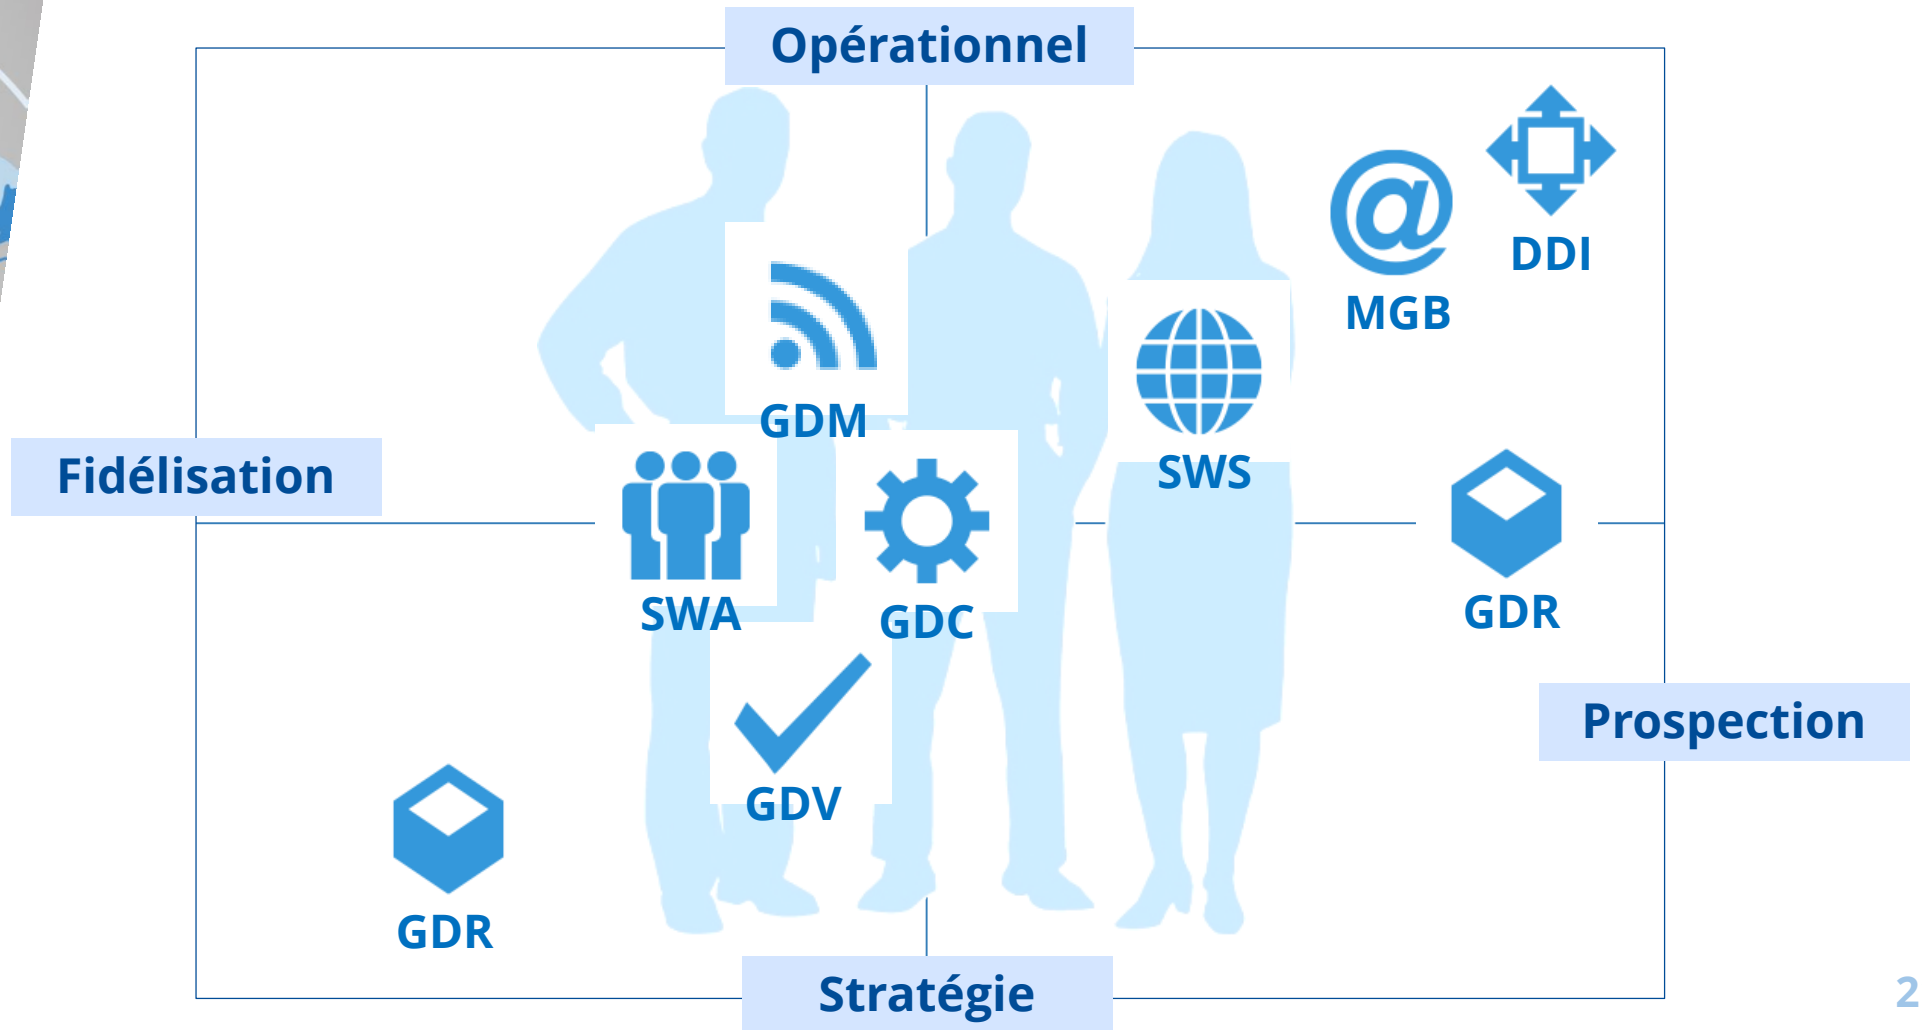 Opérationnel
DDI
MGB
GDM
SWS
Fidélisation
SWA
GDC
GDR
Prospection
GDV
GDR
Stratégie
2